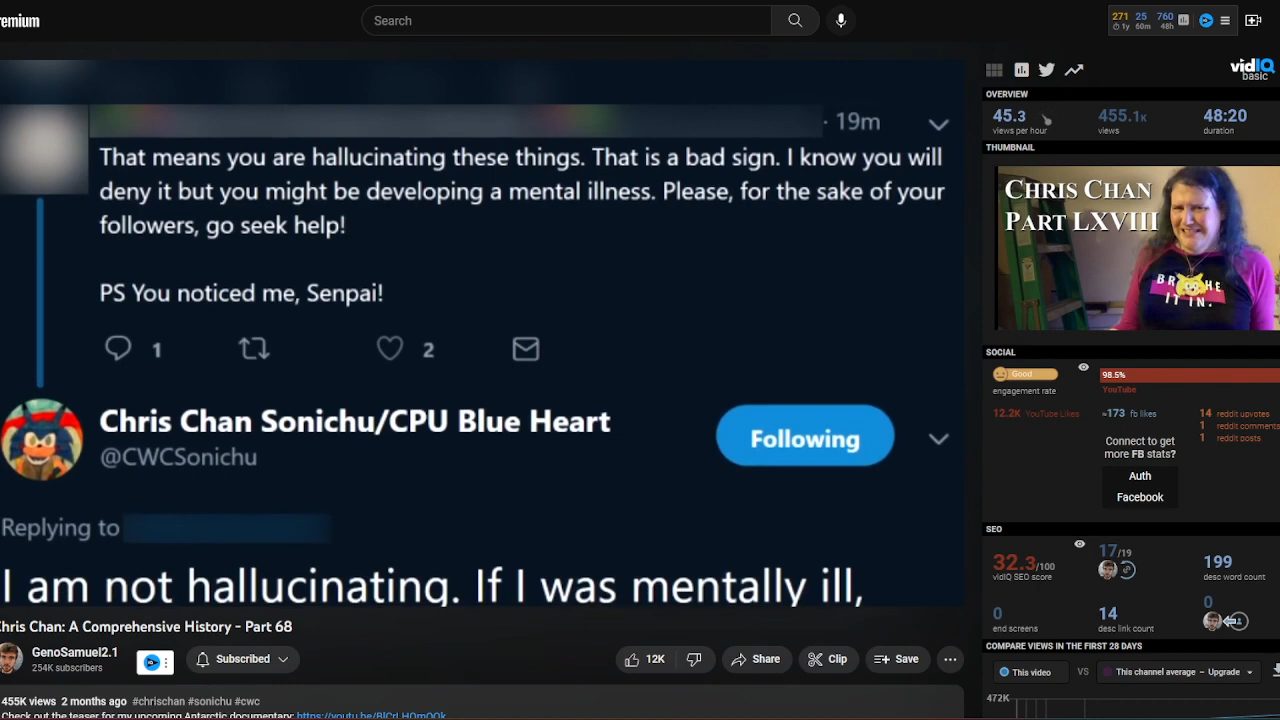 remium
Search
271 25 760
1y 60m 48h
· 19m
That means you are hallucinating these things. That is a bad sign. I know you will
deny it but you might be developing a mental illness. Please, for the sake of your
followers, go seek help!
PS You noticed me, Senpai!
1
2
Chris Chan Sonichu/CPU Blue Heart
@CWCSonichu
Following
Replying to
I am not hallucinating. If I was mentally ill,
Chris Chan: A Comprehensive History - Part 68
GenoSamuel2.1
254K subscribers
Subscribed
12K
Share
Clip
Save
455K views 2 months ago #chrischan #sonichu #cwc
Check out the teaser for my upcoming Antarctic documentary:
vidIQ
basic
OVERVIEW
45.3 455.1K 48:20
views per hour views duration
THUMBNAIL
CHRIS CHAN
PART LXVIII
BREATHE
IT IN.
SOCIAL
Good
engagement rate
98.5%
YouTube
12.2K YouTube Likes
≈173 fb likes
14 reddit upvotes
1 reddit comments
1 reddit posts
Connect to get
more FB stats?
Auth
Facebook
SEO
32.3/100
vidIQ SEO score
17/19
199
desc word count
0
end screens
14
desc link count
0
COMPARE VIEWS IN THE FIRST 28 DAYS
This video VS This channel average - Upgrade
472K